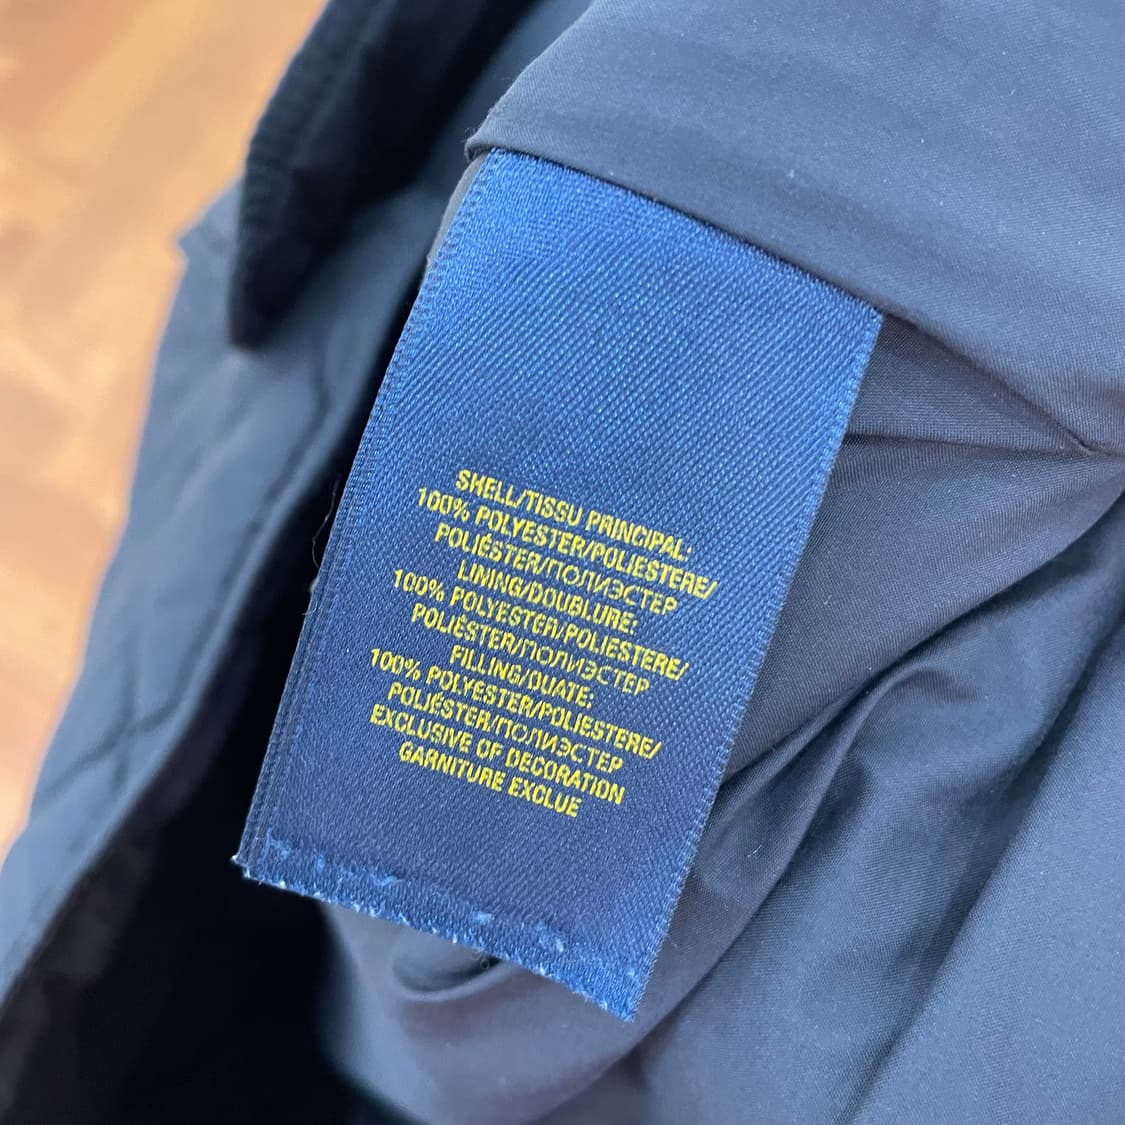 SHELL/TISSU PRINCIPAL:
100% POLYESTER/POLIESTERE/
POLIÉSTER/ПОЛИЭСТЕР
LINING/DOUBLURE:
100% POLYESTER/POLIESTERE/
POLIÉSTER/ПОЛИЭСТЕР
FILLING/OUATE:
100% POLYESTER/POLIESTERE/
POLIÉSTER/ПОЛИЭСТЕР
EXCLUSIVE OF DECORATION
GARNITURE EXCLUE